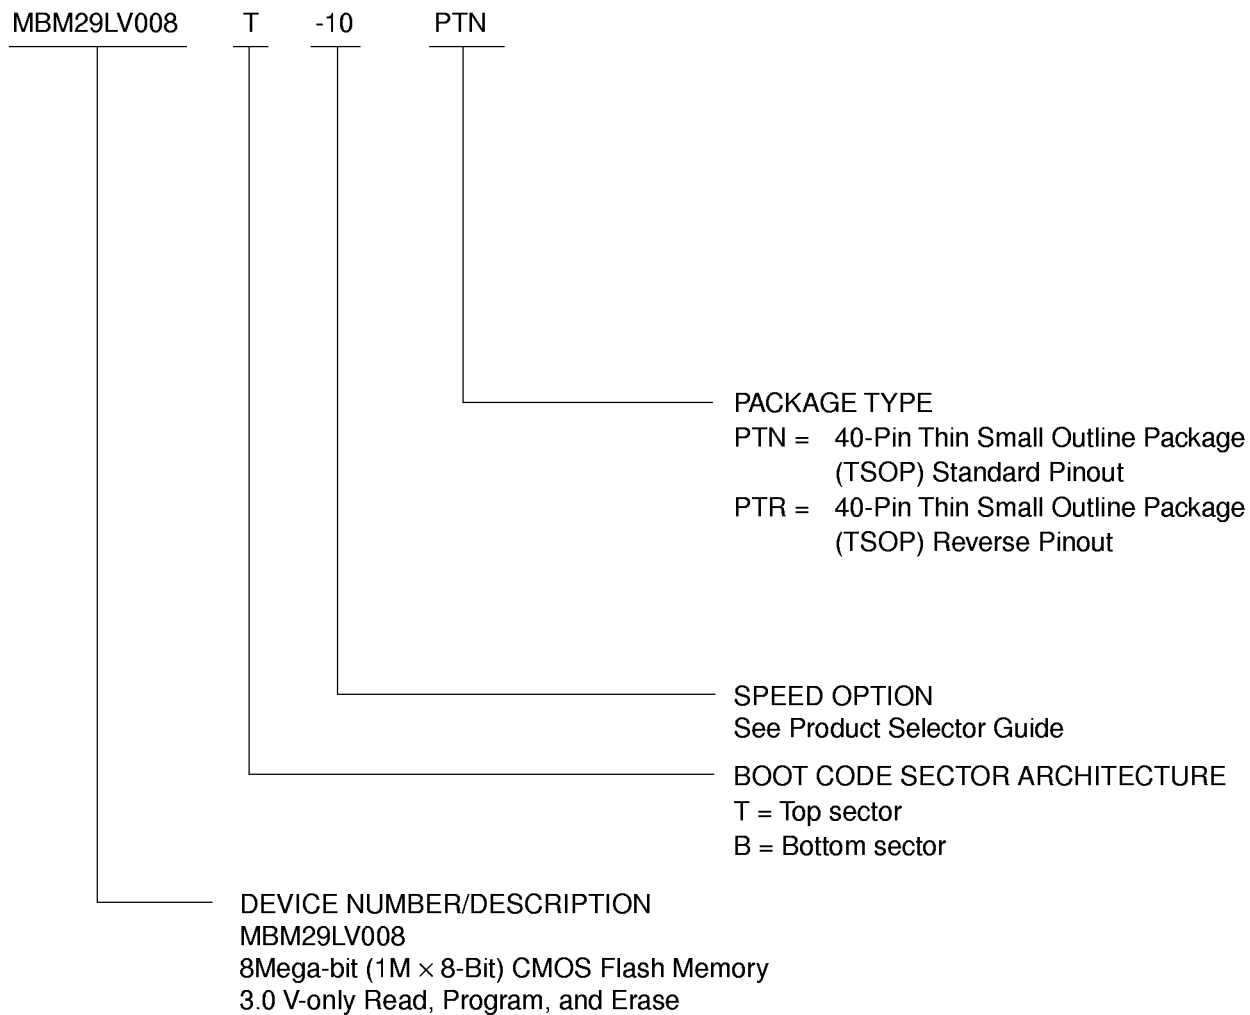 MBM29LV008 T -10 PTN
PACKAGE TYPE
PTN = 40-Pin Thin Small Outline Package
(TSOP) Standard Pinout
PTR = 40-Pin Thin Small Outline Package
(TSOP) Reverse Pinout
SPEED OPTION
See Product Selector Guide
BOOT CODE SECTOR ARCHITECTURE
T = Top sector
B = Bottom sector
DEVICE NUMBER/DESCRIPTION
MBM29LV008
8Mega-bit (1M × 8-Bit) CMOS Flash Memory
3.0 V-only Read, Program, and Erase